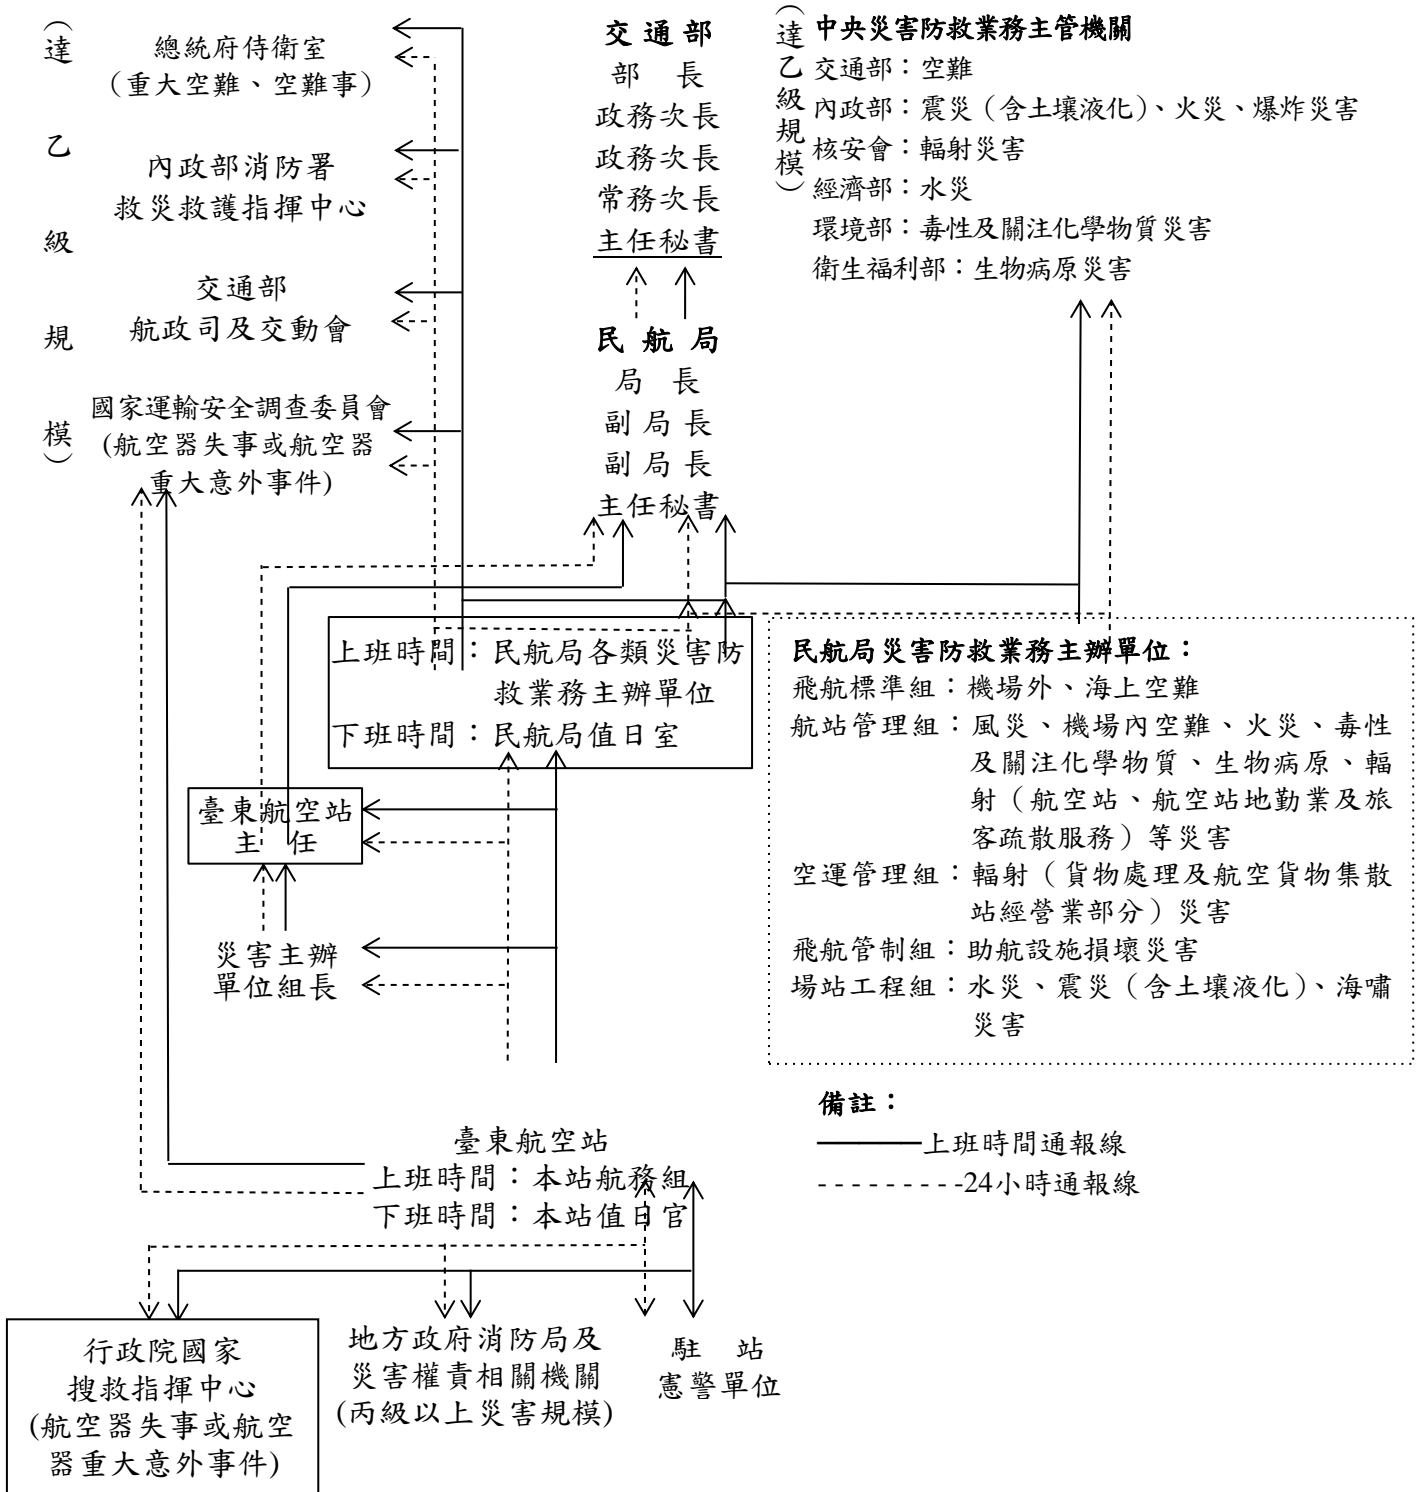 （達乙級規模）
總統府侍衛室
（重大空難、空難事）
內政部消防署
救災救護指揮中心
交通部
航政司及交動會
國家運輸安全調查委員會
(航空器失事或航空器
重大意外事件)
交通部
部　長
政務次長
政務次長
常務次長
主任秘書
民航局
局　長
副局長
副局長
主任秘書
（達乙級規模）
中央災害防救業務主管機關
交通部：空難
內政部：震災（含土壤液化）、火災、爆炸災害
核安會：輻射災害
經濟部：水災
環境部：毒性及關注化學物質災害
衛生福利部：生物病原災害
上班時間：民航局各類災害防
救業務主辦單位
下班時間：民航局值日室
臺東航空站
主　任
災害主辦
單位組長
民航局災害防救業務主辦單位：
飛航標準組：機場外、海上空難
航站管理組：風災、機場內空難、火災、毒性
及關注化學物質、生物病原、輻
射（航空站、航空站地勤業及旅
客疏散服務）等災害
空運管理組：輻射（貨物處理及航空貨物集散
站經營業部分）災害
飛航管制組：助航設施損壞災害
場站工程組：水災、震災（含土壤液化）、海嘯
災害
備註：
————上班時間通報線
- - - - - - - - -24小時通報線
臺東航空站
上班時間：本站航務組
下班時間：本站值日官
行政院國家
搜救指揮中心
(航空器失事或航空
器重大意外事件)
地方政府消防局及
災害權責相關機關
(丙級以上災害規模)
駐　站
憲警單位